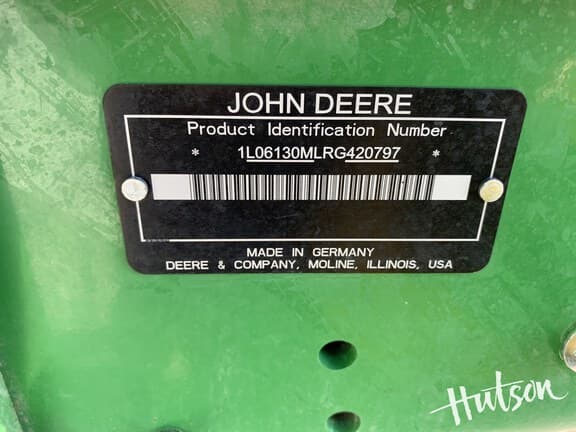 JOHN DEERE
Product Identification Number
* 1L06130MLRG420797 *
MADE IN GERMANY
DEERE & COMPANY, MOLINE, ILLINOIS, USA
Hutson